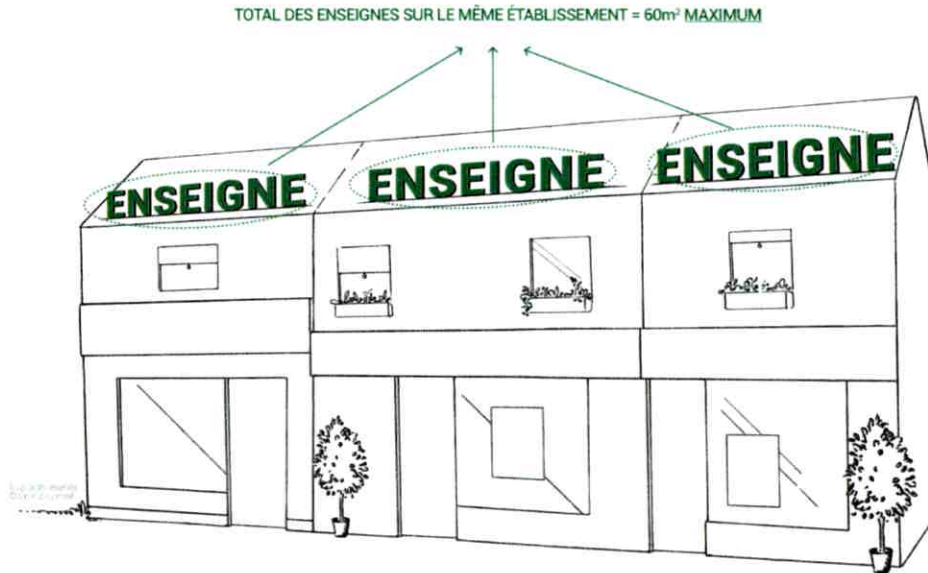 TOTAL DES ENSEIGNES SUR LE MÊME ÉTABLISSEMENT = 60m² MAXIMUM
ENSEIGNE ENSEIGNE ENSEIGNE